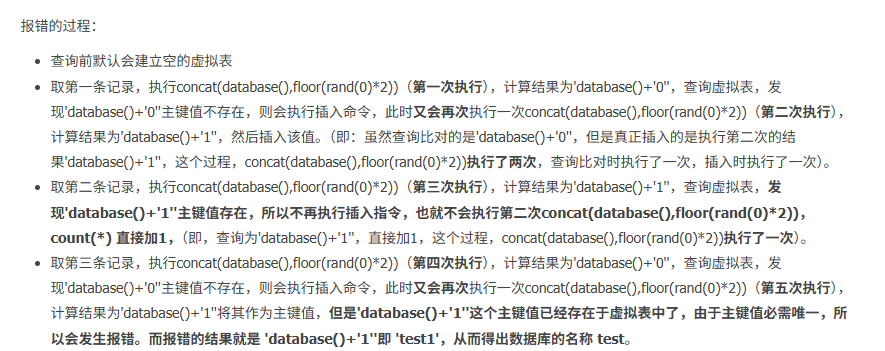 报错的过程：
查询前默认会建立空的虚拟表
取第一条记录，执行concat(database(),floor(rand(0)*2))（第一次执行），计算结果为'database()+'0''，查询虚拟表，发
现'database()+'0''主键值不存在，则会执行插入命令，此时又会再次执行一次concat(database(),floor(rand(0)*2))（第二次执行），
计算结果为'database()+'1''，然后插入该值。（即：虽然查询比对的是'database()+'0''，但是真正插入的是执行第二次的结
果'database()+'1''，这个过程，concat(database(),floor(rand(0)*2))执行了两次，查询比对时执行了一次，插入时执行了一次）。
取第二条记录，执行concat(database(),floor(rand(0)*2))（第三次执行），计算结果为'database()+'1''，查询虚拟表，发
现'database()+'1''主键值存在，所以不再执行插入指令，也就不会执行第二次concat(database(),floor(rand(0)*2))，
count(*) 直接加1，（即，查询为'database()+'1''，直接加1，这个过程，concat(database(),floor(rand(0)*2))执行了一次）。
取第三条记录，执行concat(database(),floor(rand(0)*2))（第四次执行），计算结果为'database()+'0''，查询虚拟表，发
现'database()+'0''主键值不存在，则会执行插入命令，此时又会再次执行一次concat(database(),floor(rand(0)*2))（第五次执行），
计算结果为'database()+'1''将其作为主键值，但是'database()+'1''这个主键值已经存在于虚拟表中了，由于主键值必需唯一，所
以会发生报错。而报错的结果就是 'database()+'1''即 'test1'，从而得出数据库的名称 test。